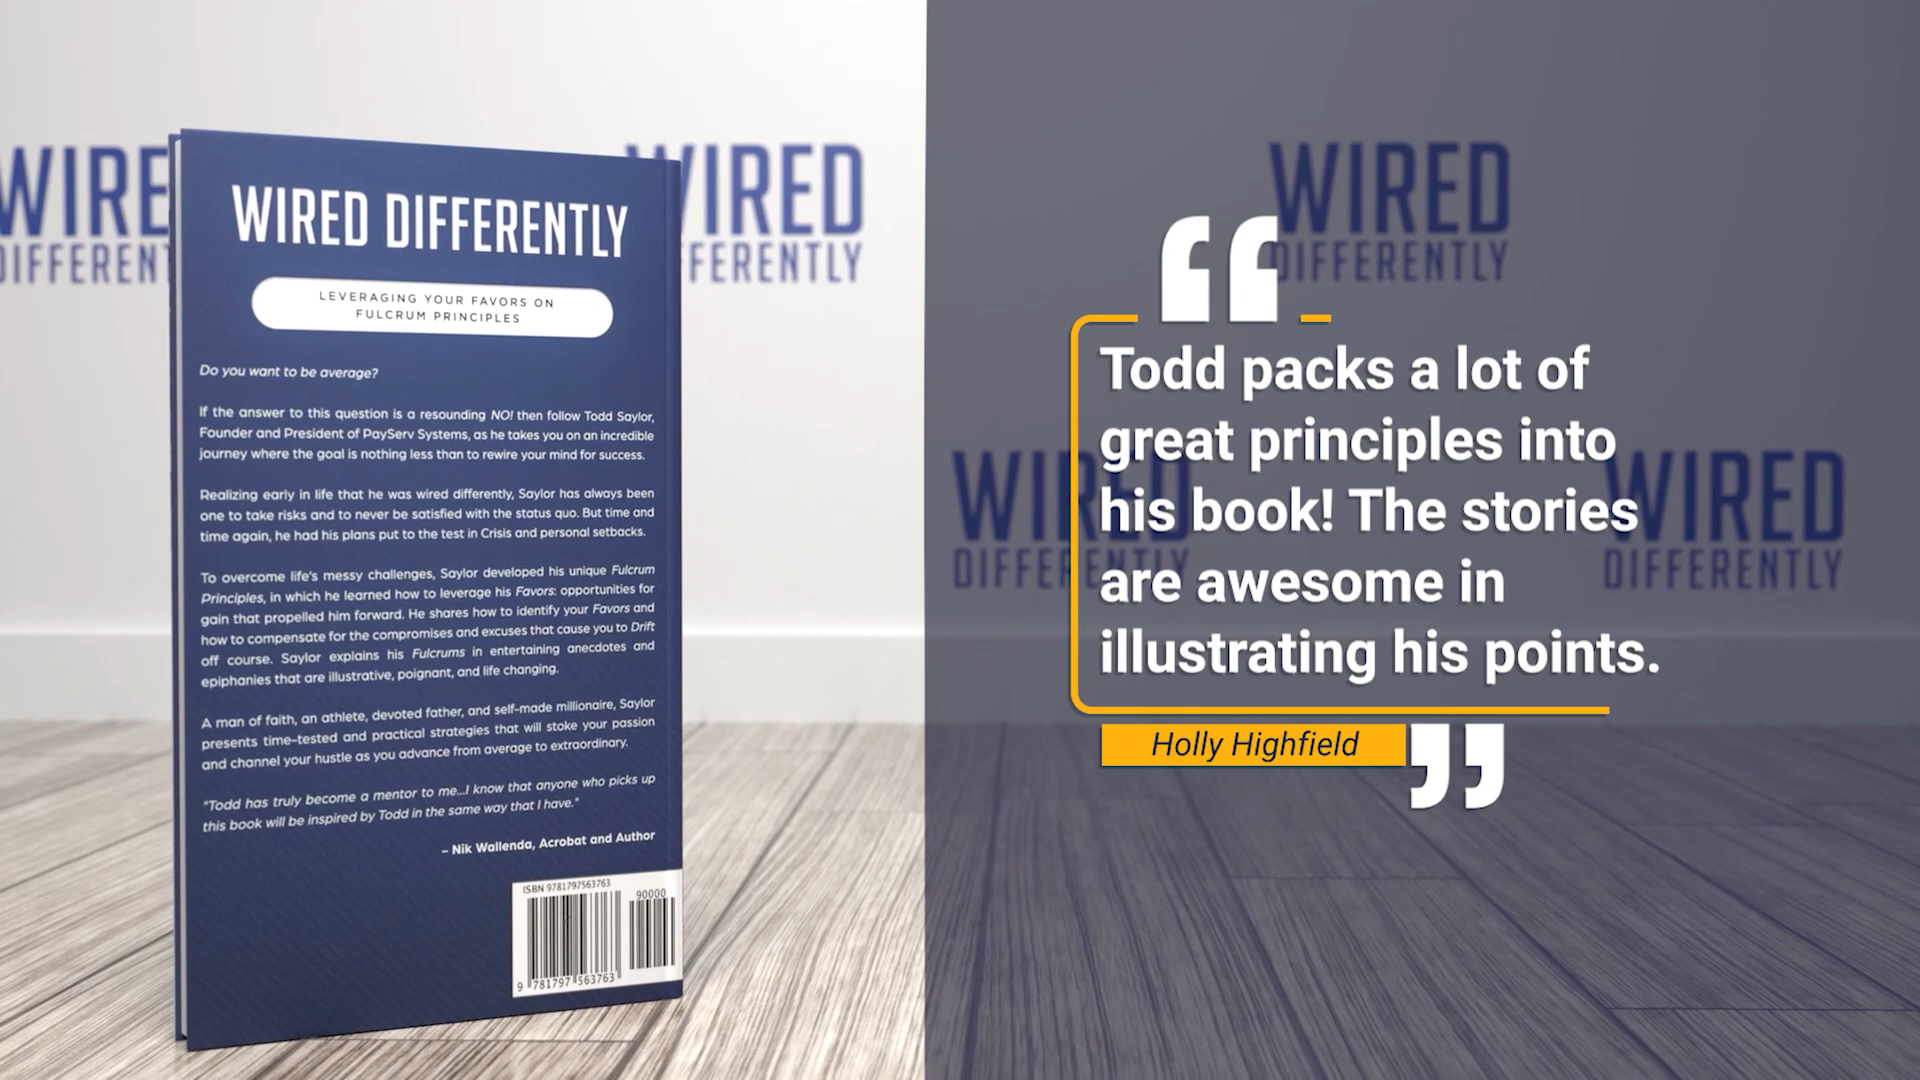 WIRED DIFFERENTLY
LEVERAGING YOUR FAVORS ON
FULCRUM PRINCIPLES
Do you want to be average?
If the answer to this question is a resounding NO! then follow Todd Saylor,
Founder and President of PayServ Systems, as he takes you on an incredible
journey where the goal is nothing less than to rewire your mind for success.
Realizing early in life that he was wired differently, Saylor has always been
one to take risks and to never be satisfied with the status quo. But time and
time again, he had his plans put to the test in Crisis and personal setbacks.
To overcome life's messy challenges, Saylor developed his unique Fulcrum
Principles, in which he learned how to leverage his Favors: opportunities for
gain that propelled him forward. He shares how to identify your Favors and
how to compensate for the compromises and excuses that cause you to Drift
off course. Saylor explains his Fulcrums in entertaining anecdotes and
epiphanies that are illustrative, poignant, and life changing.
A man of faith, an athlete, devoted father, and self-made millionaire, Saylor
presents time-tested and practical strategies that will stoke your passion
and channel your hustle as you advance from average to extraordinary.
"Todd has truly become a mentor to me...I know that anyone who picks up
this book will be inspired by Todd in the same way that I have."
– Nik Wallenda, Acrobat and Author
ISBN 9781797563763
90000
9 781797 563763
WIRE
DIFFERENT
WIRED
FERENTLY
WIRED
DIFFERENTLY
WIRED
DIFFERENTLY
WIRED
DIFFERENTLY
“
Todd packs a lot of
great principles into
his book! The stories
are awesome in
illustrating his points.
Holly Highfield
”